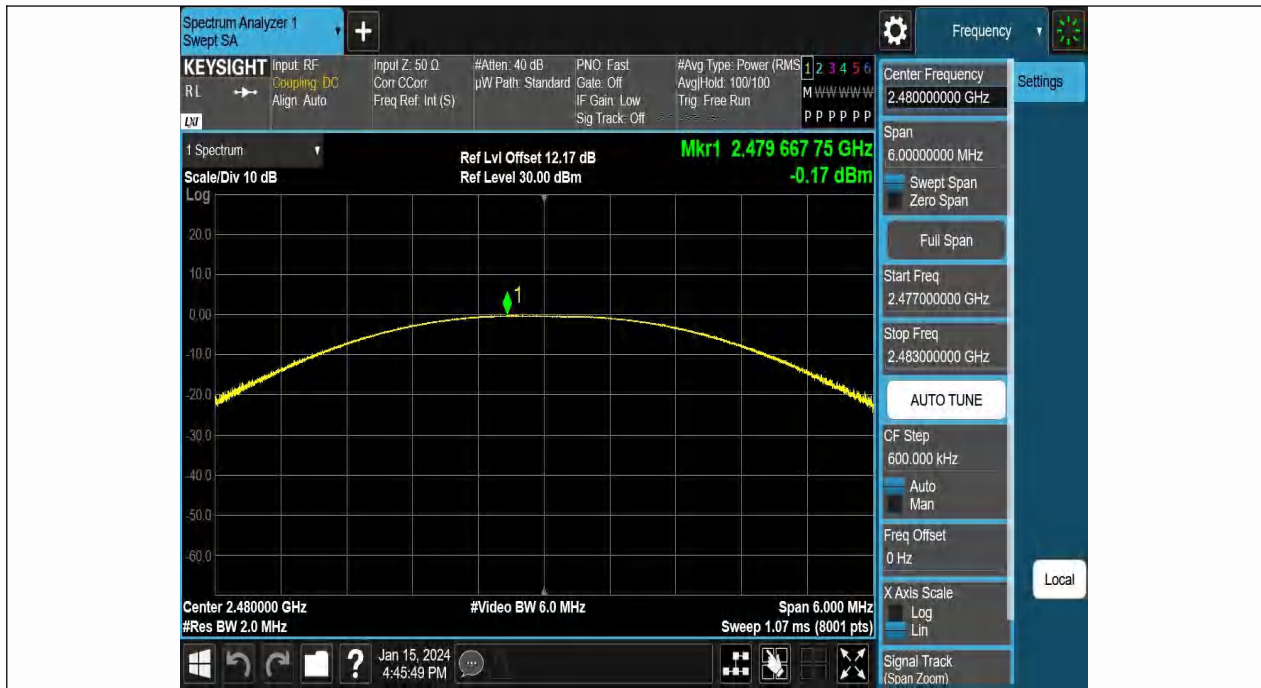 Spectrum Analyzer 1
Swept SA
+
Frequency
KEYSIGHT
RL
LXI
Input: RF
Coupling: DC
Align: Auto
Input Z: 50 Ω
Corr CCorr
Freq Ref: Int (S)
#Atten: 40 dB
µW Path: Standard
PNO: Fast
Gate: Off
IF Gain: Low
Sig Track: Off
#Avg Type: Power (RMS
Avg|Hold: 100/100
Trig: Free Run
1 2 3 4 5 6
M W W W W W
P P P P P P
1 Spectrum
Scale/Div 10 dB
Log
Ref Lvl Offset 12.17 dB
Ref Level 30.00 dBm
Mkr1 2.479 667 75 GHz
-0.17 dBm
20.0
10.0
0.00
-10.0
-20.0
-30.0
-40.0
-50.0
-60.0
1
Center 2.480000 GHz
#Res BW 2.0 MHz
#Video BW 6.0 MHz
Span 6.000 MHz
Sweep 1.07 ms (8001 pts)
Center Frequency
2.480000000 GHz
Settings
Span
6.00000000 MHz
Swept Span
Zero Span
Full Span
Start Freq
2.477000000 GHz
Stop Freq
2.483000000 GHz
AUTO TUNE
CF Step
600.000 kHz
Auto
Man
Freq Offset
0 Hz
X Axis Scale
Log
Lin
Local
Signal Track
(Span Zoom)
?
Jan 15, 2024
4:45:49 PM